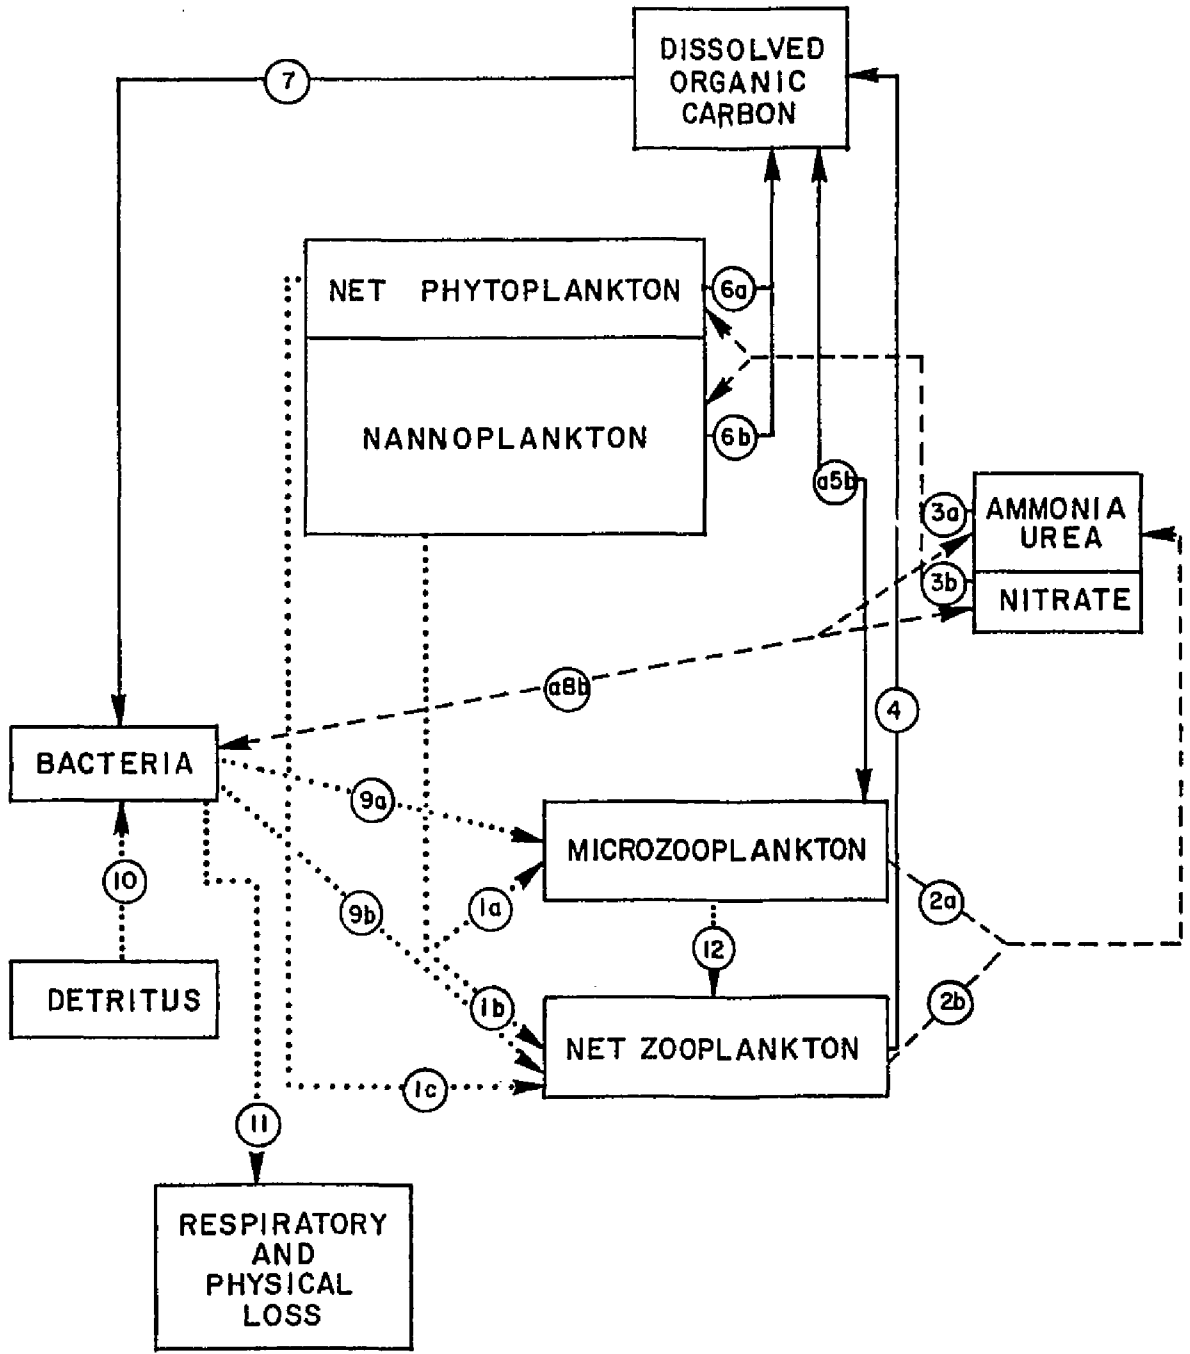 DISSOLVED
ORGANIC
CARBON
7
NET PHYTOPLANKTON
6a
NANNOPLANKTON
6b
a5b
3a
AMMONIA
UREA
3b
NITRATE
a8b
4
BACTERIA
9a
MICROZOOPLANKTON
10
1a
2a
9b
12
DETRITUS
1b
2b
NET ZOOPLANKTON
1c
11
RESPIRATORY
AND
PHYSICAL
LOSS